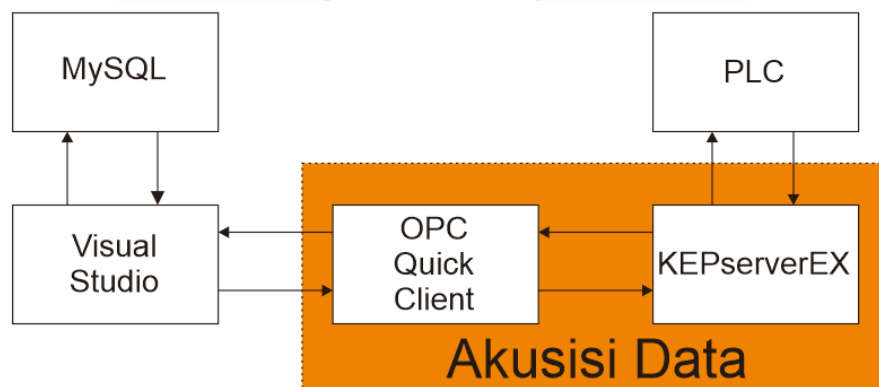 MySQL
PLC
Visual
Studio
OPC
Quick
Client
KEPserverEX
Akusisi Data